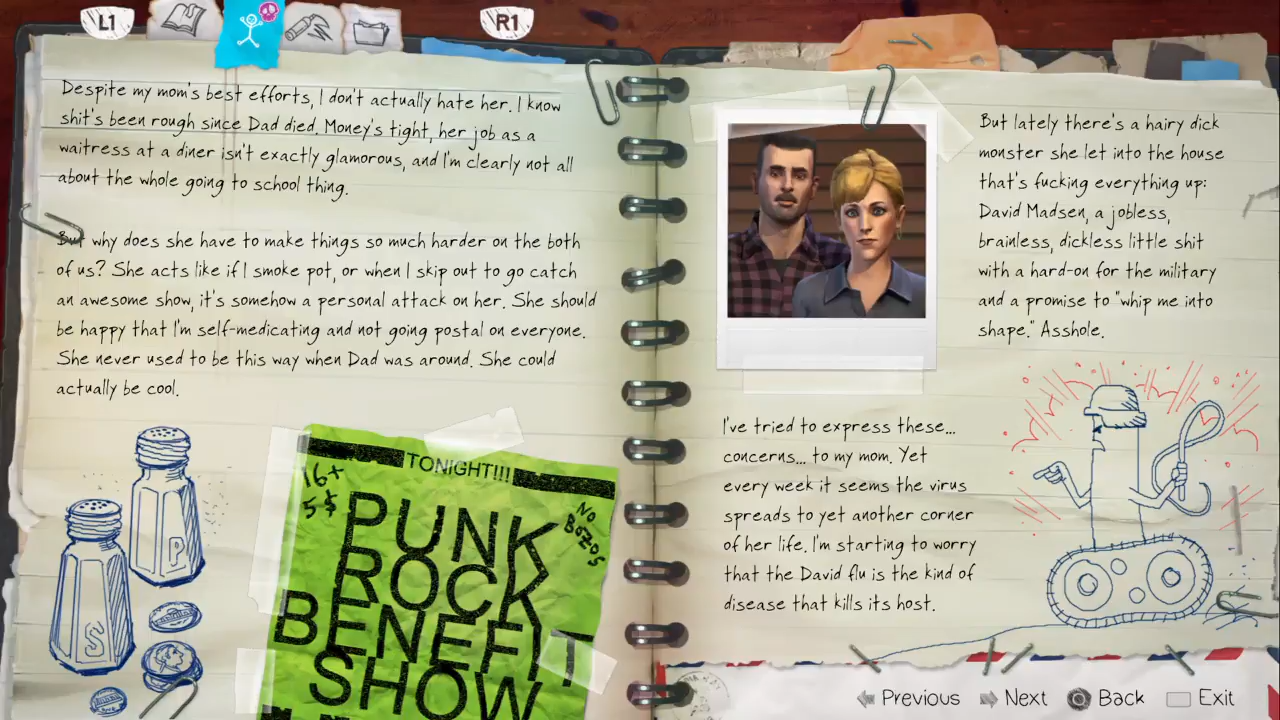 L1
R1
Despite my mom's best efforts, I don't actually hate her. I know
shit's been rough since Dad died. Money's tight, her job as a
waitress at a diner isn't exactly glamorous, and I'm clearly not all
about the whole going to school thing.
But why does she have to make things so much harder on the both
of us? She acts like if I smoke pot, or when I skip out to go catch
an awesome show, it's somehow a personal attack on her. She should
be happy that I'm self-medicating and not going postal on everyone.
She never used to be this way when Dad was around. She could
actually be cool.
P
S
TONIGHT!!!
16+
5$
NO
BOZOS
PUNK
ROCK
BENEFIT
SHOW
But lately there's a hairy dick
monster she let into the house
that's fucking everything up:
David Madsen, a jobless,
brainless, dickless little shit
with a hard-on for the military
and a promise to "whip me into
shape." Asshole.
I've tried to express these...
concerns... to my mom. Yet
every week it seems the virus
spreads to yet another corner
of her life. I'm starting to worry
that the David flu is the kind of
disease that kills its host.
Previous
Next
Back
Exit